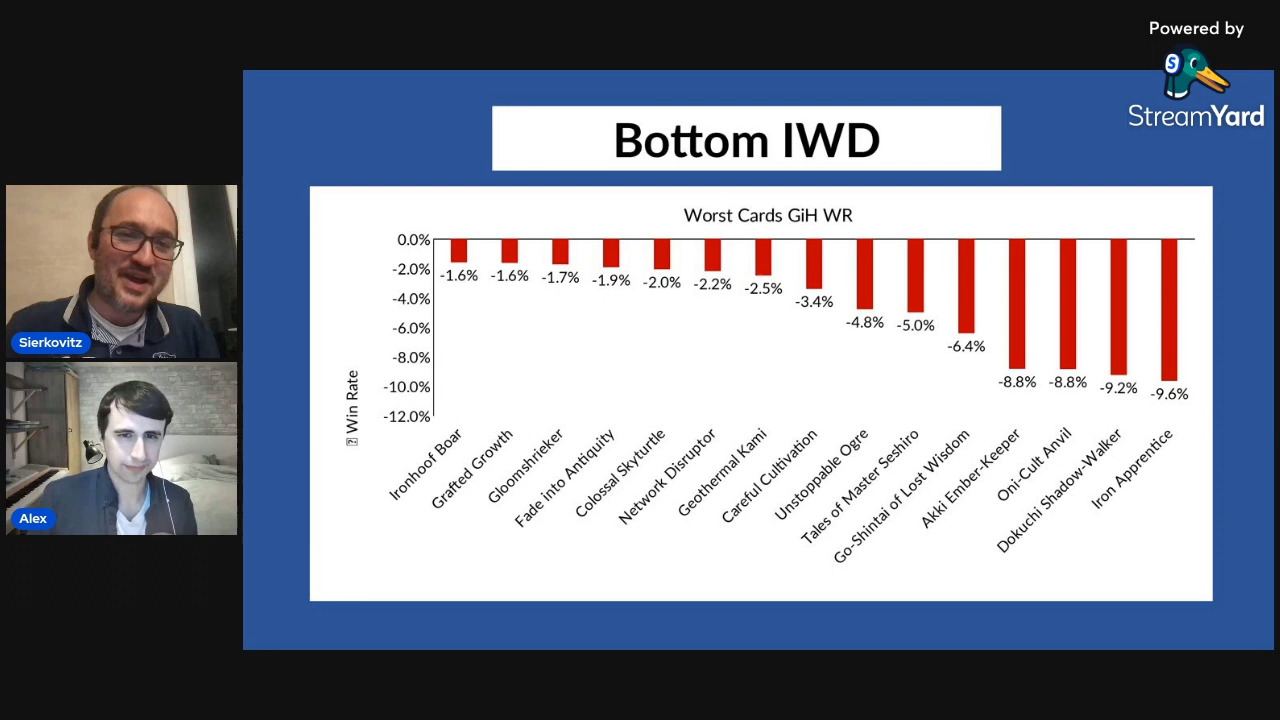 Powered by
StreamYard
Bottom IWD
Worst Cards GiH WR
0.0%
-2.0%
-4.0%
-6.0%
-8.0%
-10.0%
-12.0%
Win Rate
-1.6%
-1.6%
-1.7%
-1.9%
-2.0%
-2.2%
-2.5%
-3.4%
-4.8%
-5.0%
-6.4%
-8.8%
-8.8%
-9.2%
-9.6%
Ironhoof Boar
Grafted Growth
Gloomshrieker
Fade into Antiquity
Colossal Skyturtle
Network Disruptor
Geothermal Kami
Careful Cultivation
Unstoppable Ogre
Tales of Master Seshiro
Go-Shintai of Lost Wisdom
Akki Ember-Keeper
Oni-Cult Anvil
Dokuchi Shadow-Walker
Iron Apprentice
Sierkovitz
Alex